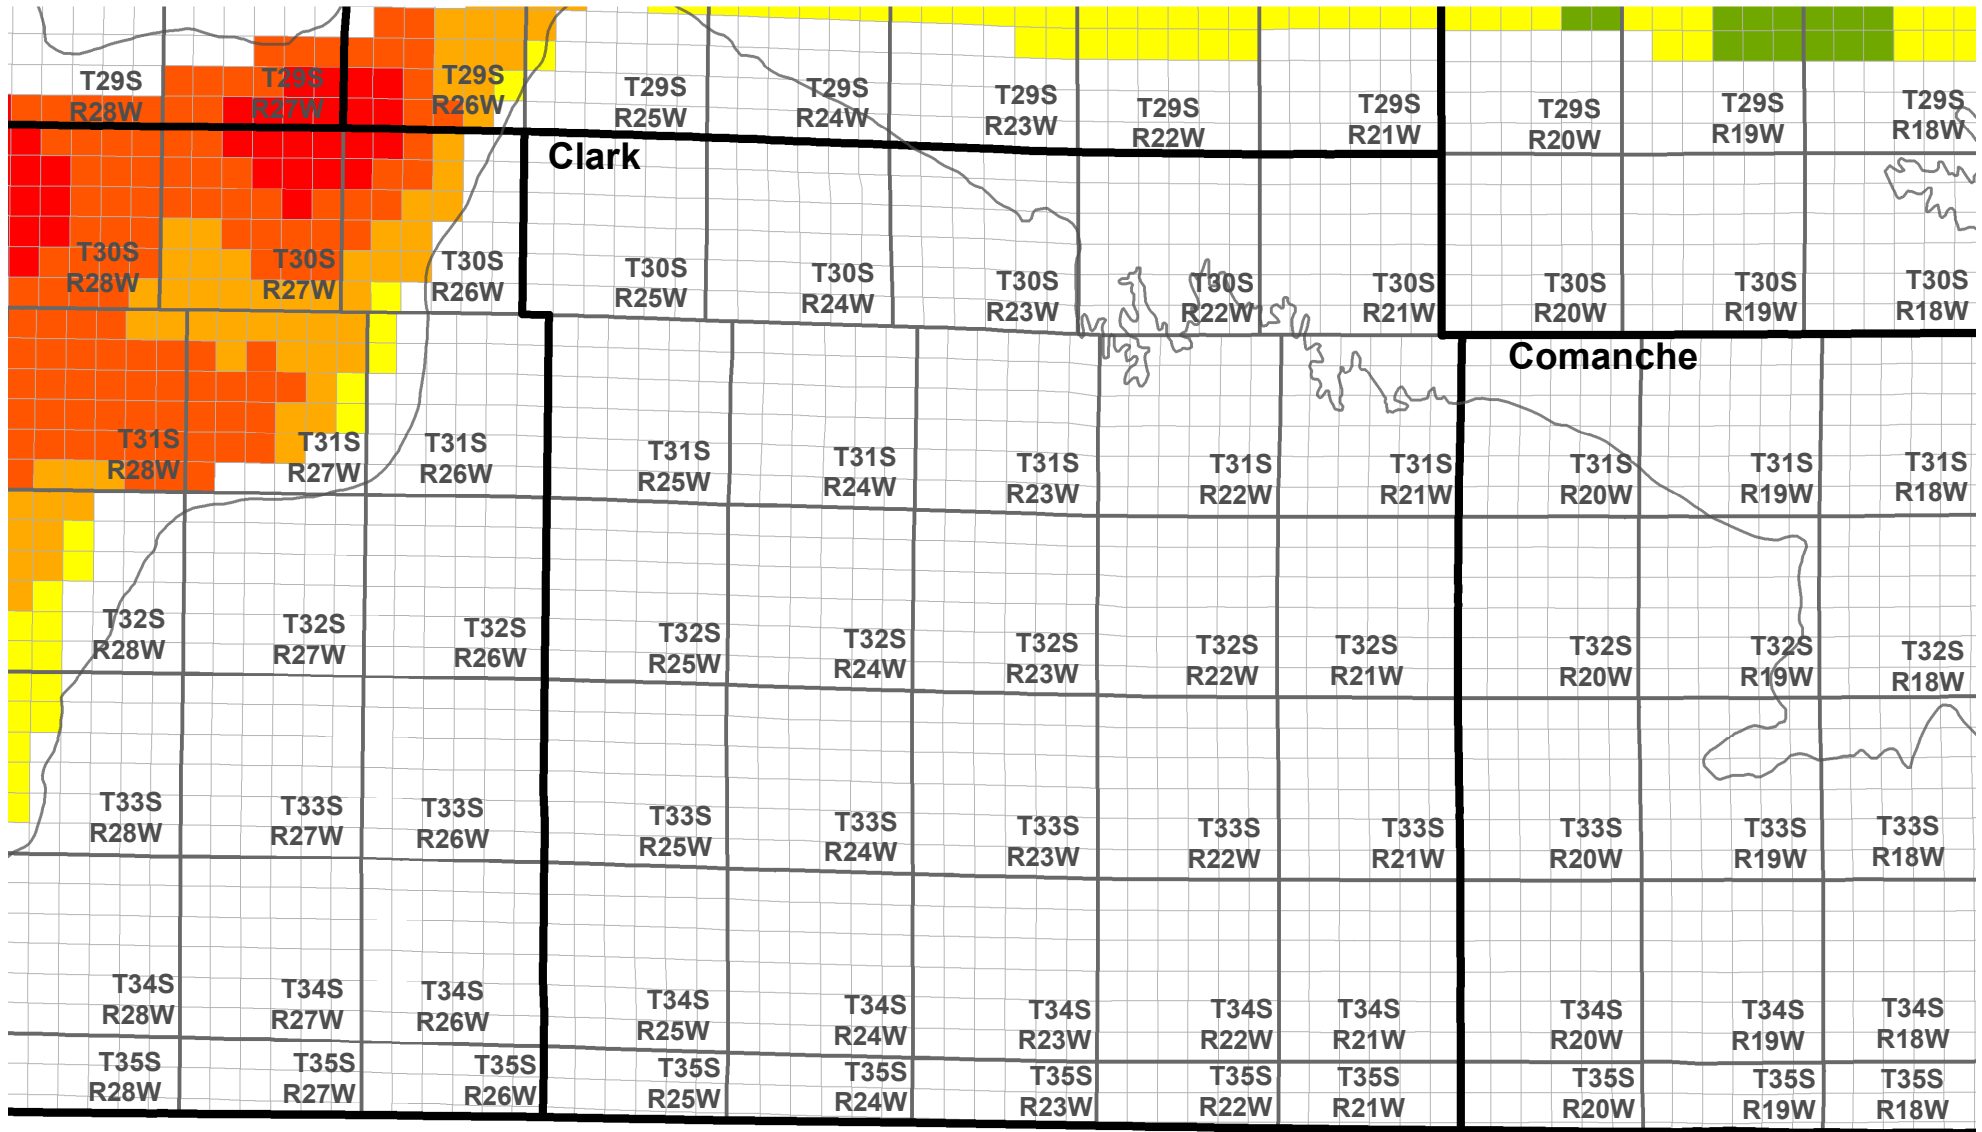 T29S
R28W
T29S
R27W
T29S
R26W
T29S
R25W
T29S
R24W
T29S
R23W
T29S
R22W
T29S
R21W
T29S
R20W
T29S
R19W
T29S
R18W
Clark
T30S
R28W
T30S
R27W
T30S
R26W
T30S
R25W
T30S
R24W
T30S
R23W
T30S
R22W
T30S
R21W
T30S
R20W
T30S
R19W
T30S
R18W
Comanche
T31S
R28W
T31S
R27W
T31S
R26W
T31S
R25W
T31S
R24W
T31S
R23W
T31S
R22W
T31S
R21W
T31S
R20W
T31S
R19W
T31S
R18W
T32S
R28W
T32S
R27W
T32S
R26W
T32S
R25W
T32S
R24W
T32S
R23W
T32S
R22W
T32S
R21W
T32S
R20W
T32S
R19W
T32S
R18W
T33S
R28W
T33S
R27W
T33S
R26W
T33S
R25W
T33S
R24W
T33S
R23W
T33S
R22W
T33S
R21W
T33S
R20W
T33S
R19W
T33S
R18W
T34S
R28W
T34S
R27W
T34S
R26W
T34S
R25W
T34S
R24W
T34S
R23W
T34S
R22W
T34S
R21W
T34S
R20W
T34S
R19W
T34S
R18W
T35S
R28W
T35S
R27W
T35S
R26W
T35S
R25W
T35S
R24W
T35S
R23W
T35S
R22W
T35S
R21W
T35S
R20W
T35S
R19W
T35S
R18W